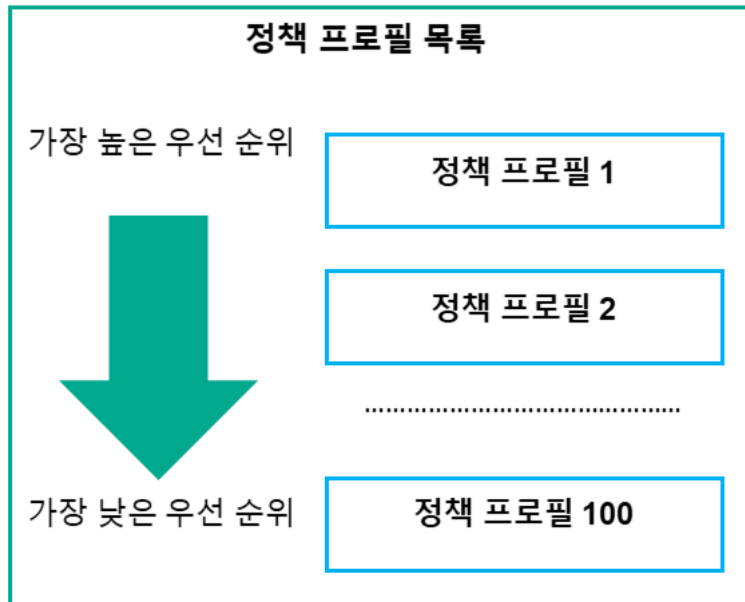 정책 프로필 목록
가장 높은 우선 순위
정책 프로필 1
정책 프로필 2
................................................
가장 낮은 우선 순위
정책 프로필 100